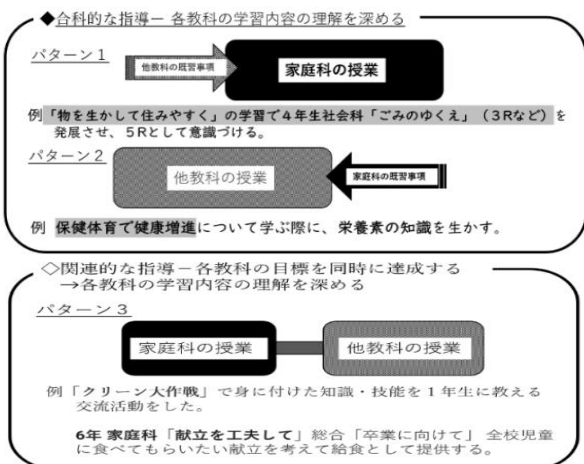 ◆合科的な指導ー 各教科の学習内容の理解を深める
パターン１
他教科の既習事項
家庭科の授業
例「物を生かして住みやすく」の学習で４年生社会科「ごみのゆくえ」（３Rなど）を
発展させ、５Rとして意識づける。
パターン２
他教科の授業
家庭科の既習事項
例 保健体育で健康増進について学ぶ際に、栄養素の知識を生かす。
◇関連的な指導－各教科の目標を同時に達成する
→各教科の学習内容の理解を深める
パターン３
家庭科の授業
他教科の授業
例「クリーン大作戦」で身に付けた知識・技能を１年生に教える
交流活動をした。
6年 家庭科「献立を工夫して」総合「卒業に向けて」 全校児童
に食べてもらいたい献立を考えて給食として提供する。